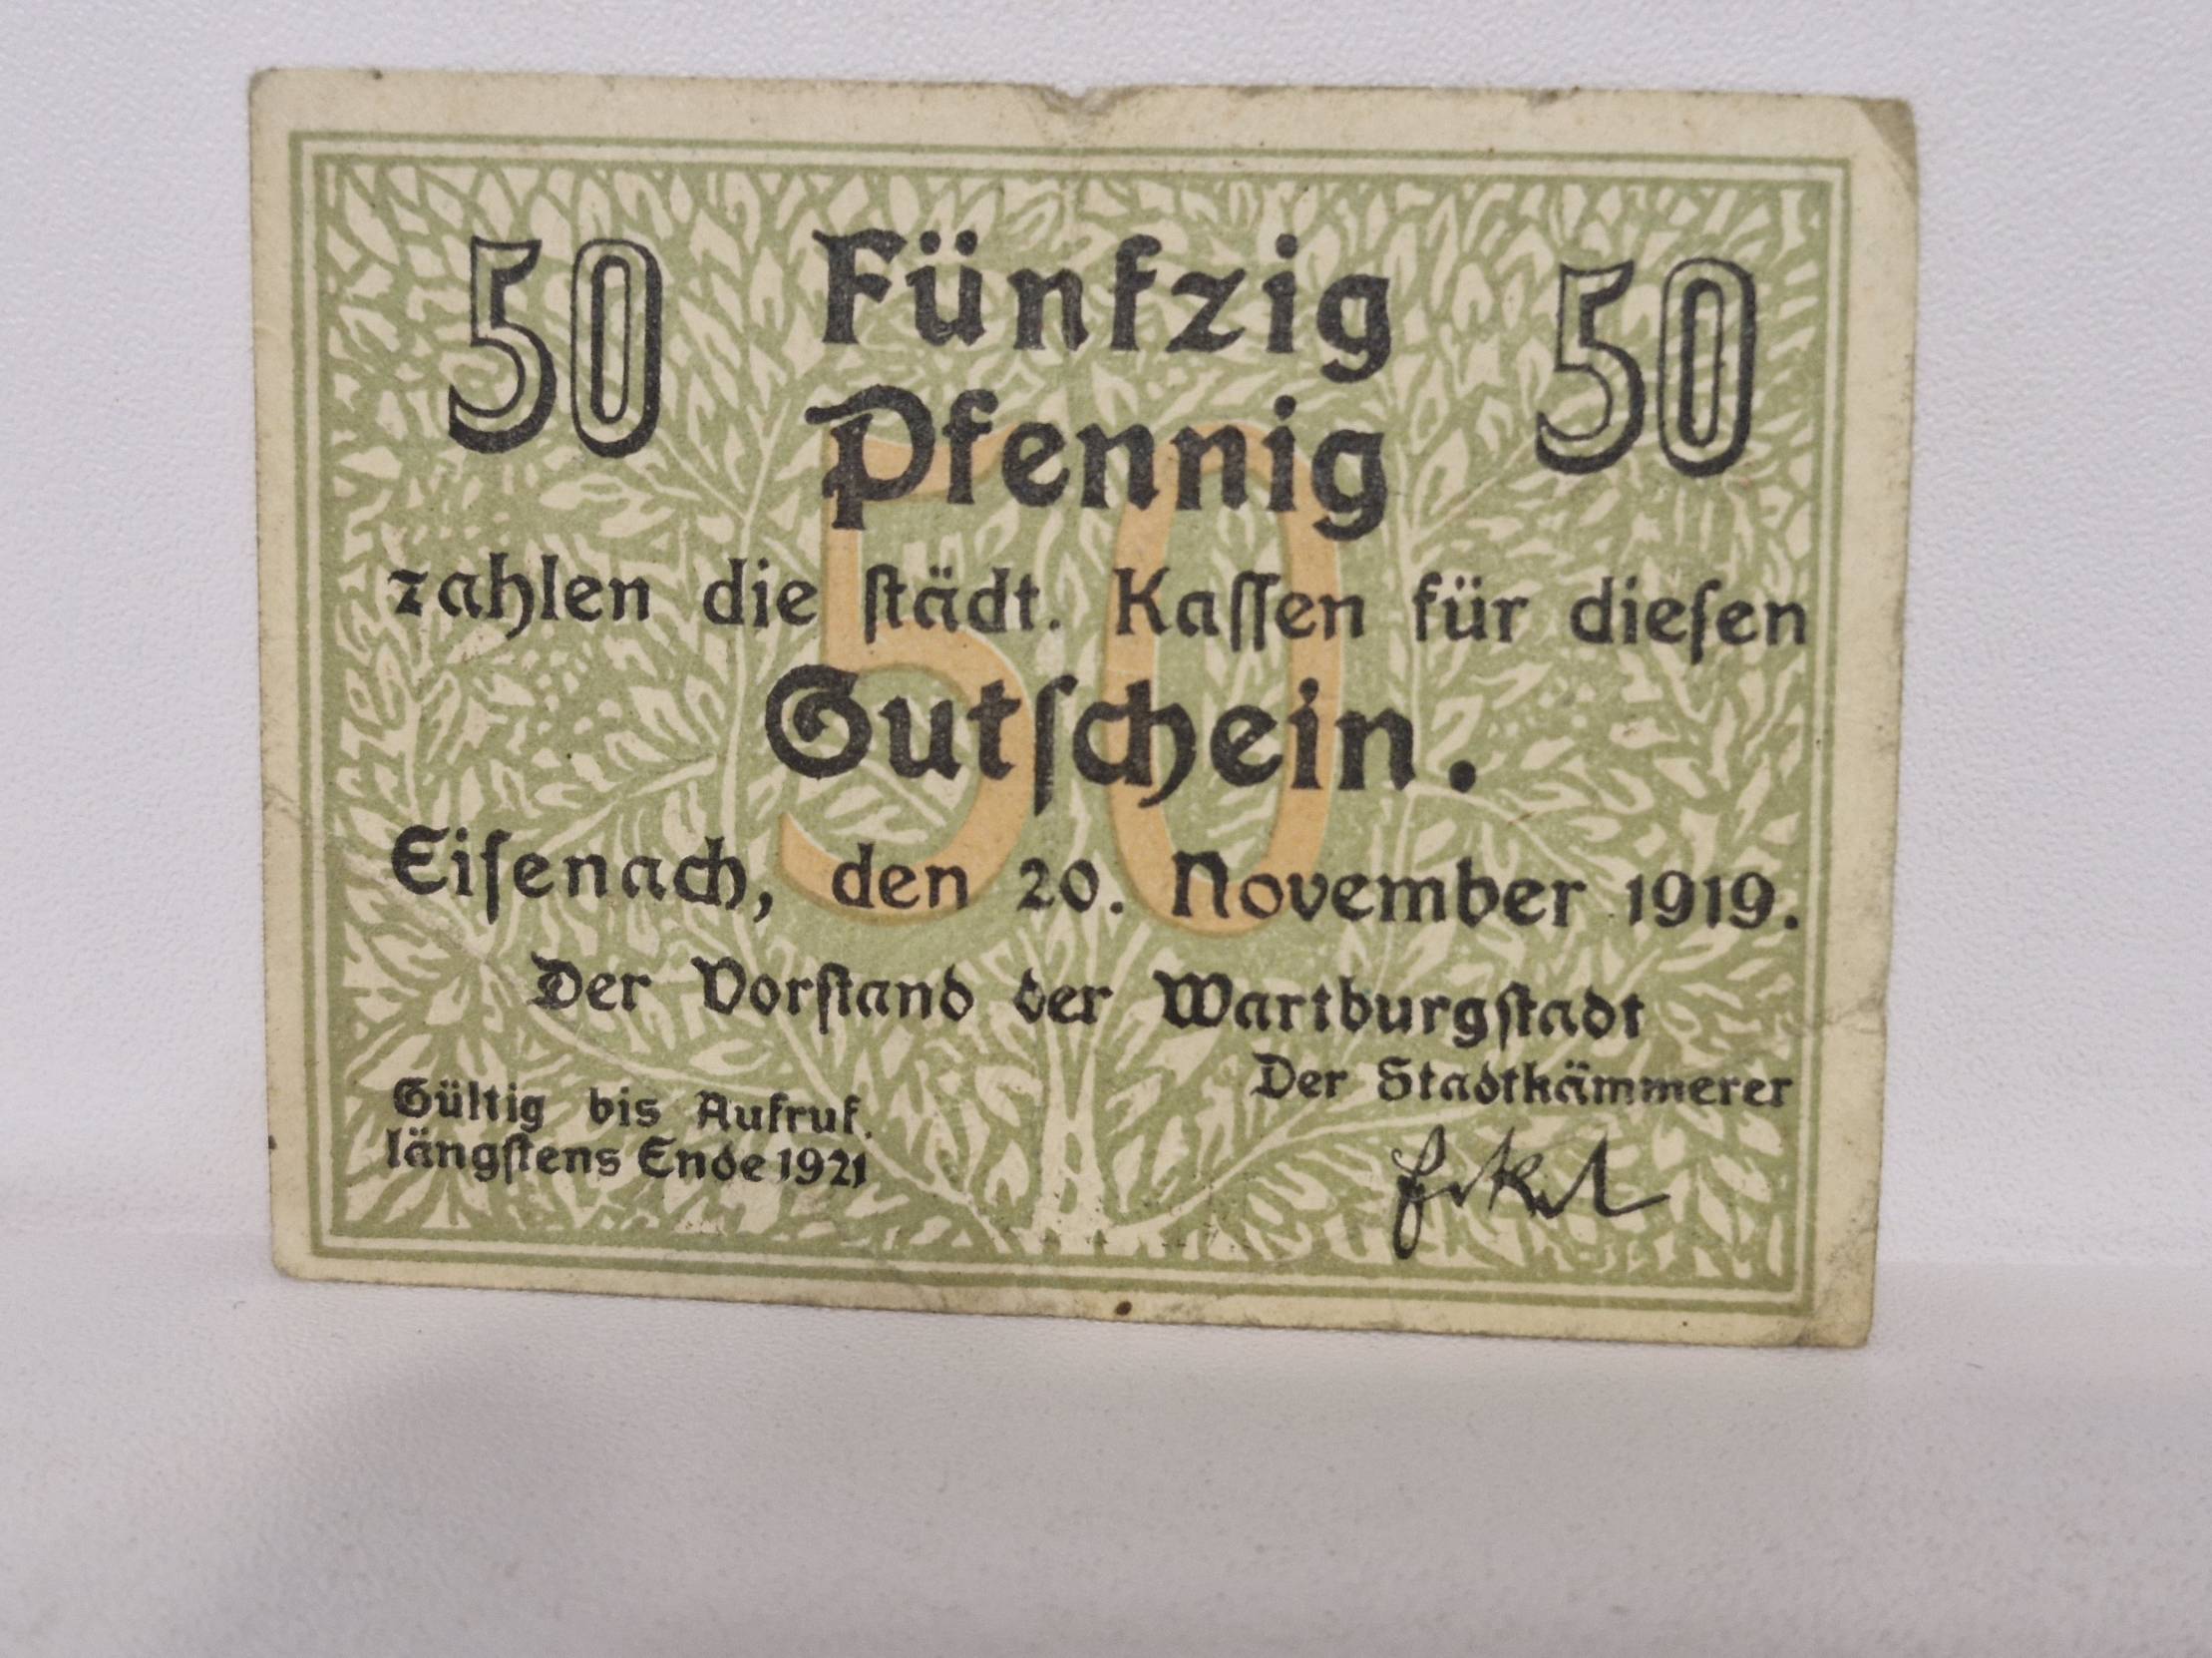 50 Fünfzig 50
Pfennig
zahlen die ſtädt. Kaſſen für dieſen
Gutſchein.
50
Eiſenach, den 20. November 1919.
Der Vorſtand der Wartburgſtadt
Der Stadtkämmerer
Gültig bis Aufruf.
längſtens Ende 1921